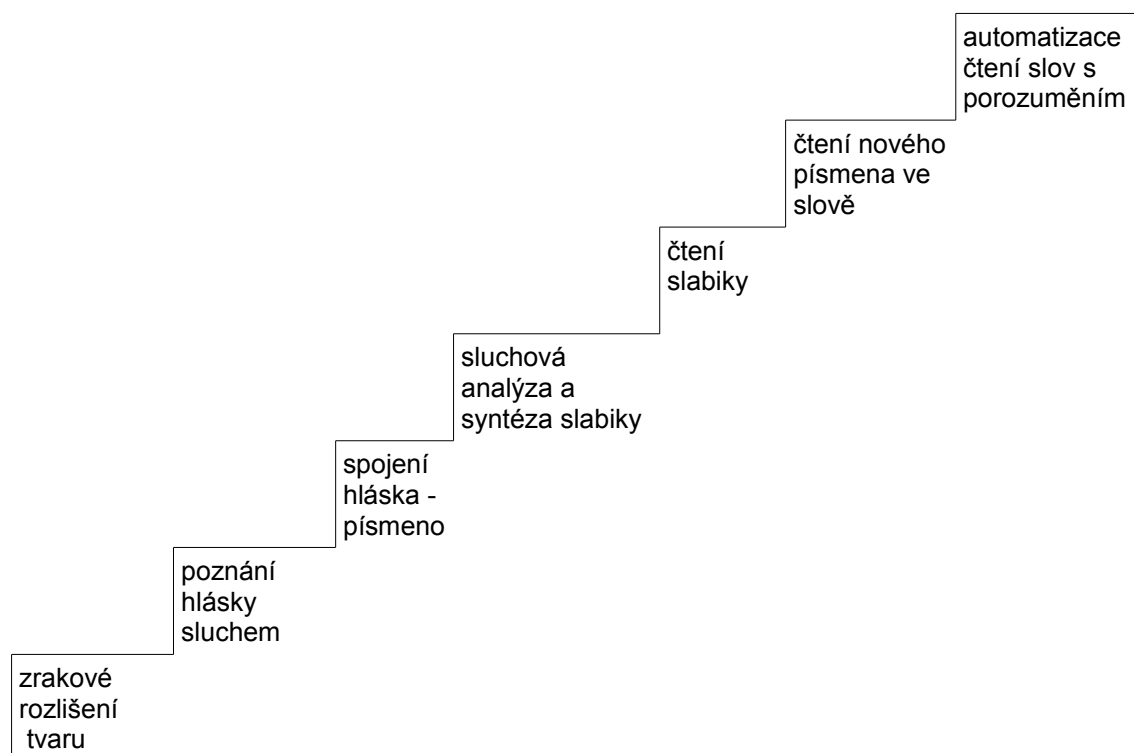 automatizace
čtení slov s
porozuměním
čtení nového
písmena ve
slově
čtení
slabiky
sluchová
analýza a
syntéza slabiky
spojení
hláska -
písmeno
poznání
hlásky
sluchem
zrakové
rozlišení
tvaru